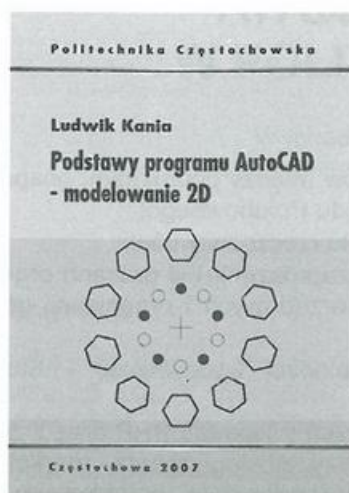 Politechnika Częstochowska
Ludwik Kania
Podstawy programu AutoCAD
- modelowanie 2D
Częstochowa 2007